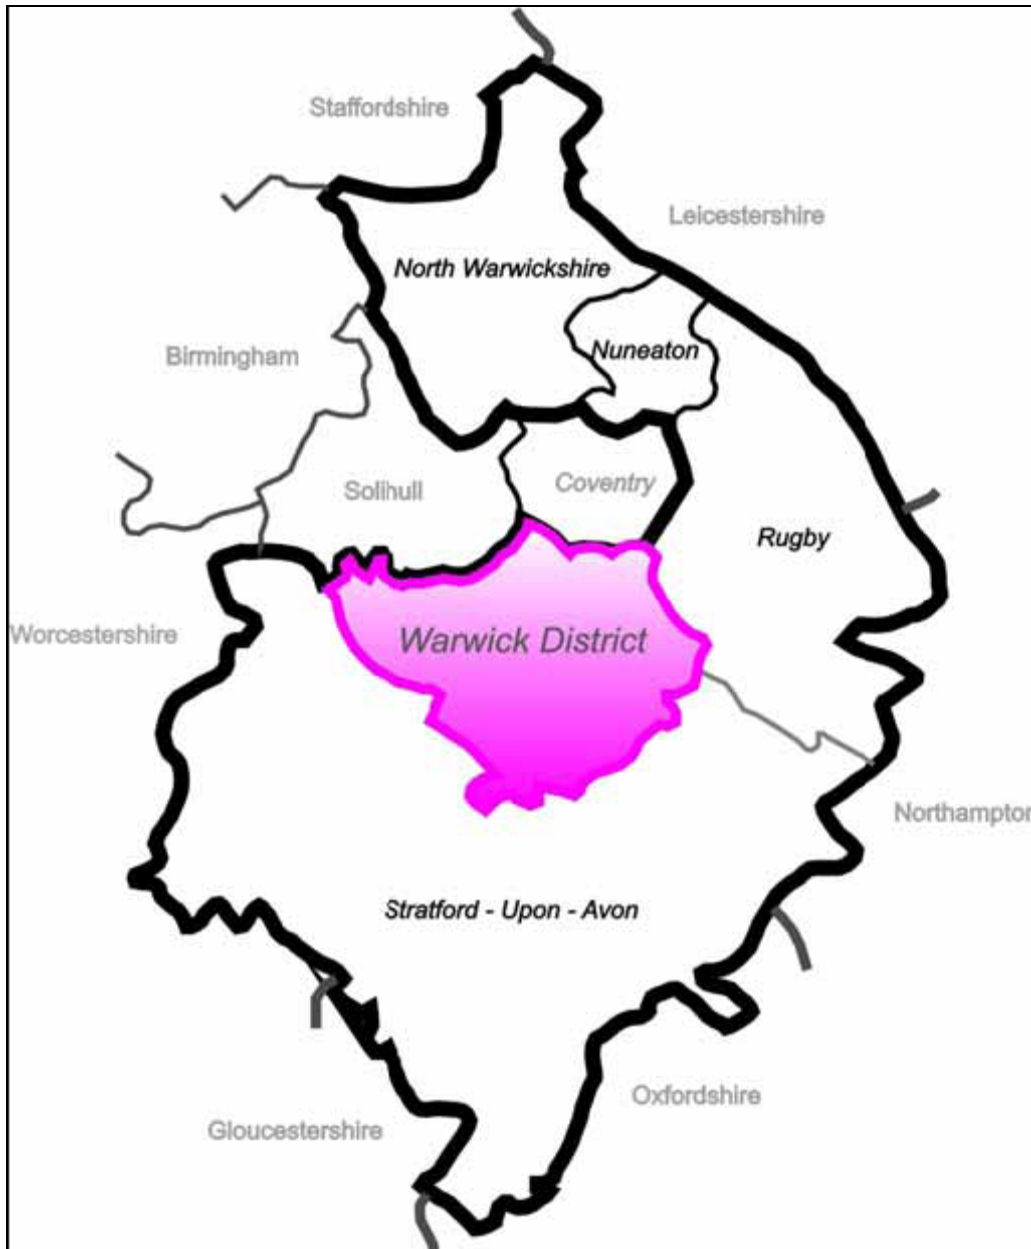 Staffordshire
Leicestershire
North Warwickshire
Nuneaton
Birmingham
Solihull
Coventry
Rugby
Worcestershire
Warwick District
Northampton
Stratford - Upon - Avon
Oxfordshire
Gloucestershire